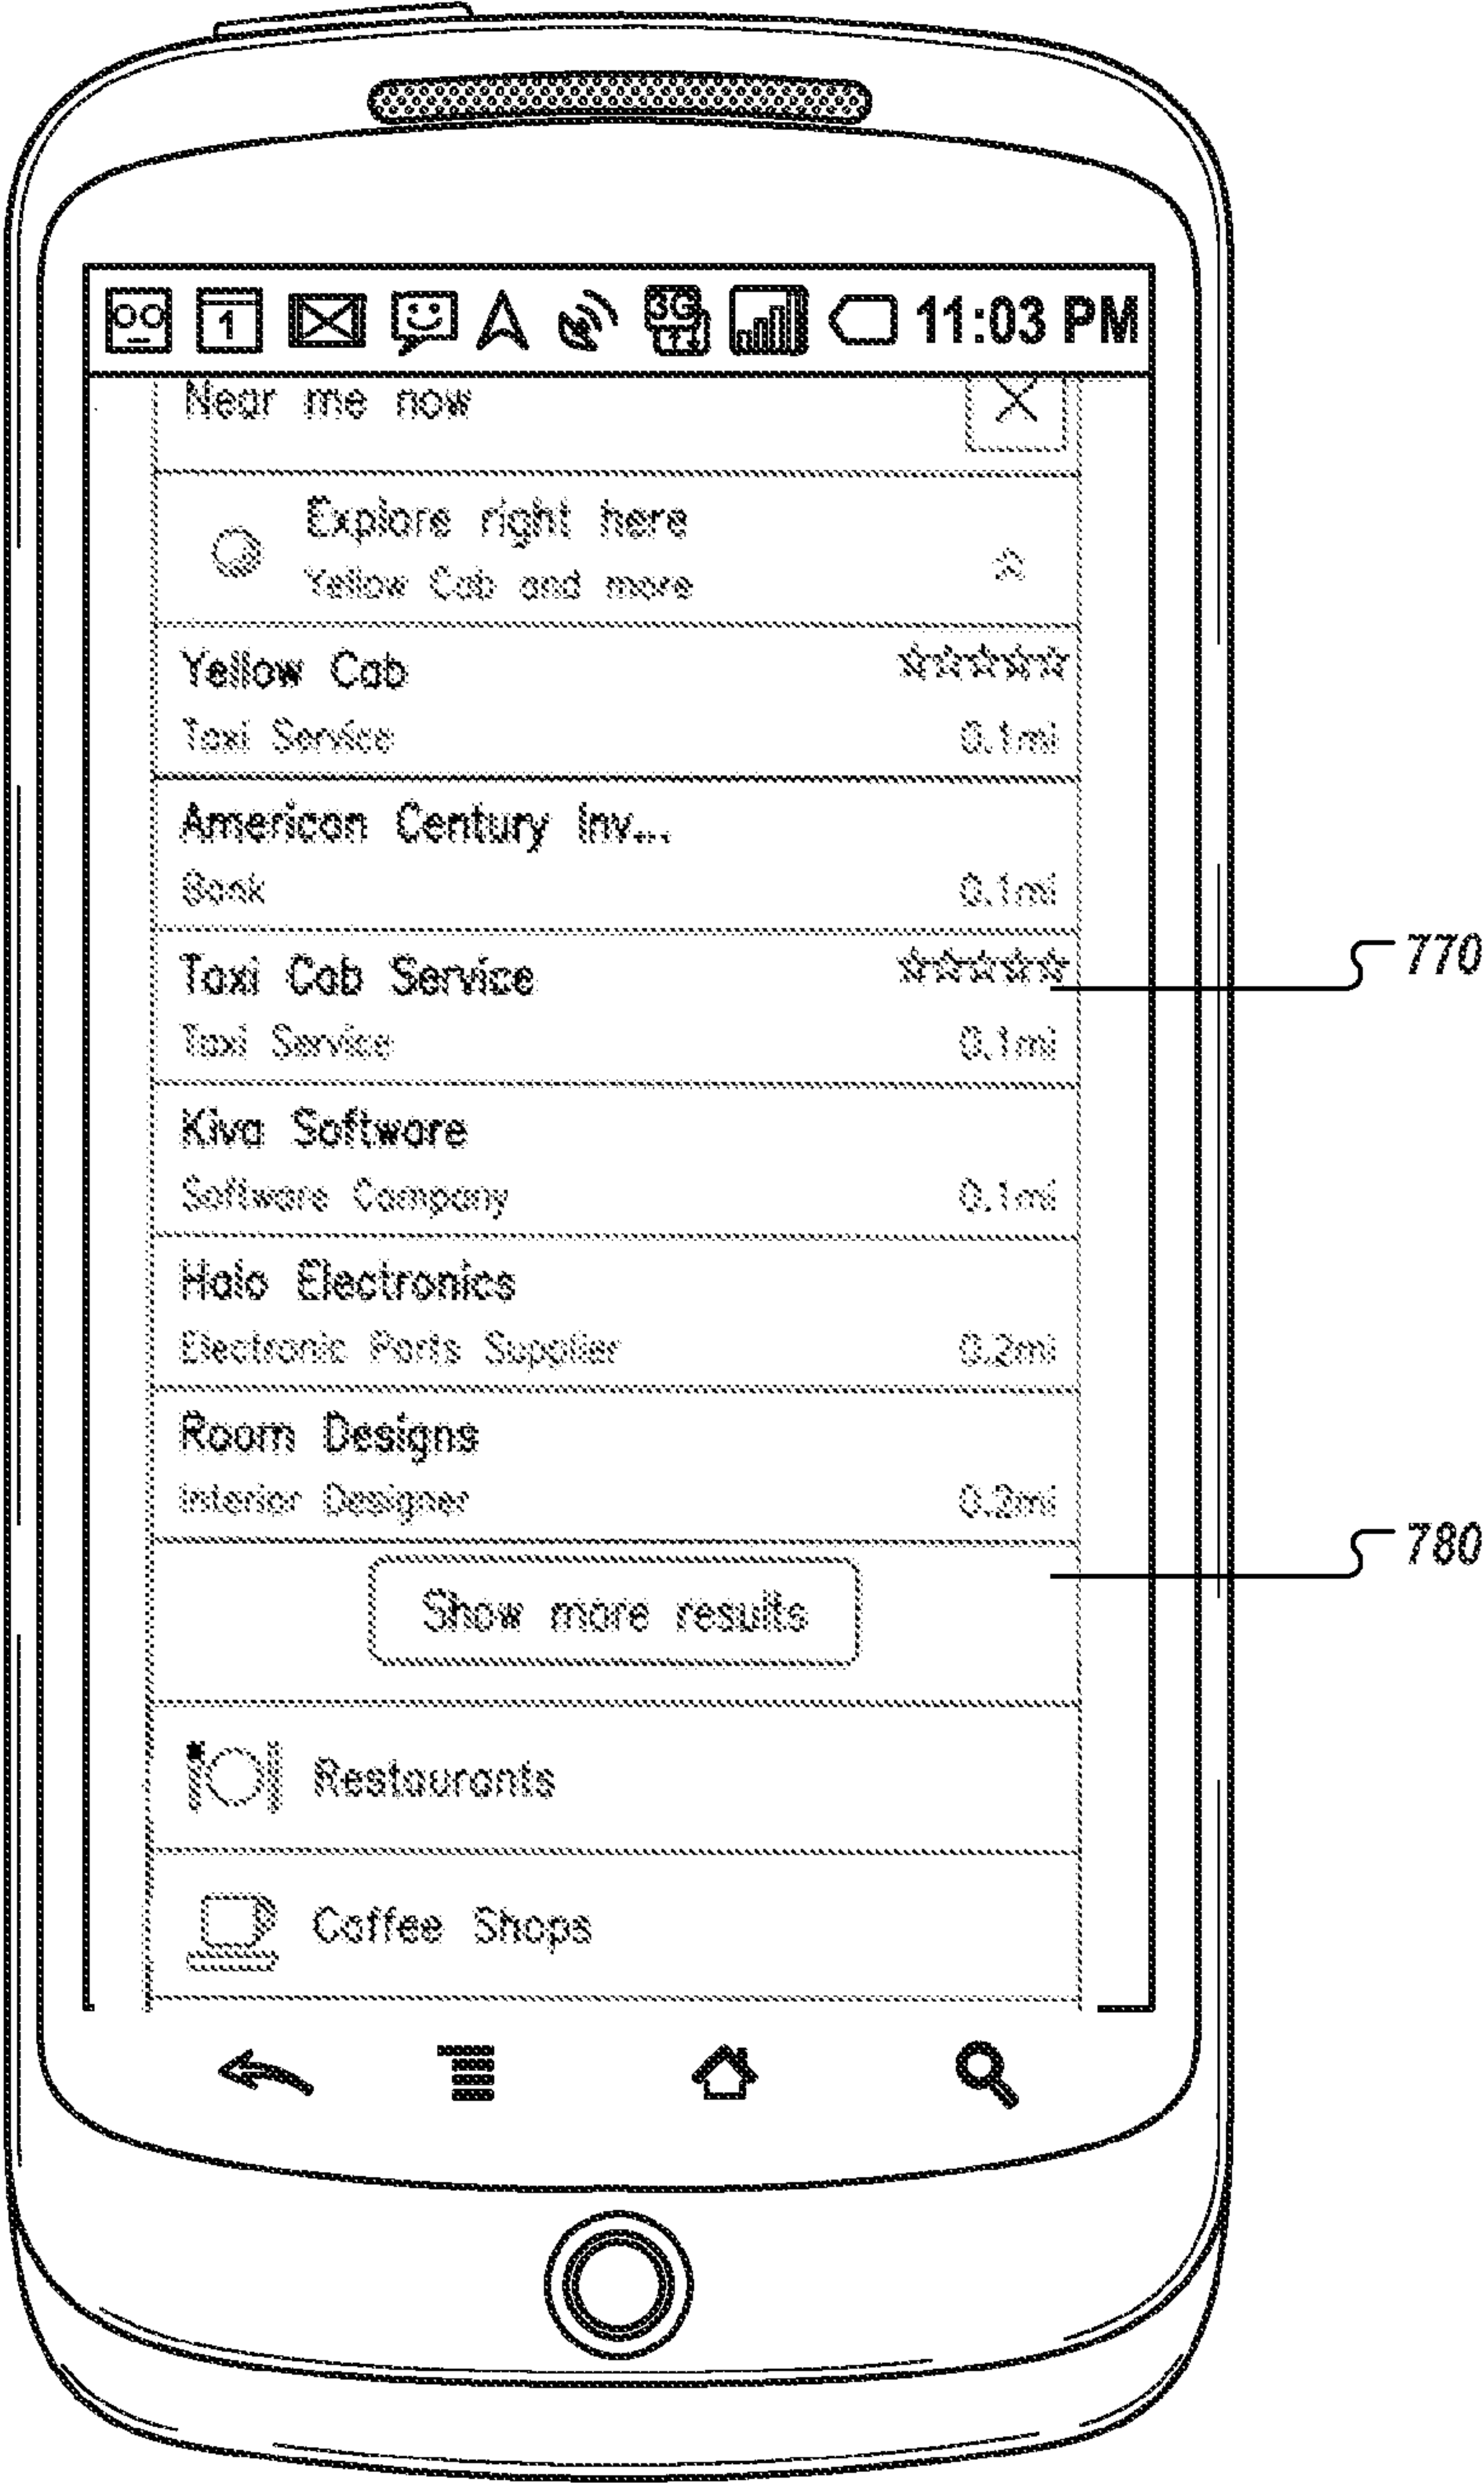 1 3G 11:03 PM
Near me now
Explore right here
Yellow Cab and more
Yellow Cab
Taxi Service 0.1mi
American Century Inv...
Bank 0.1mi
Taxi Cab Service
770
Taxi Service 0.1mi
Kiva Software
Software Company 0.1mi
Halo Electronics
Electronic Parts Supplier 0.2mi
Room Designs
Interior Designer 0.2mi
780
Show more results
Restaurants
Coffee Shops